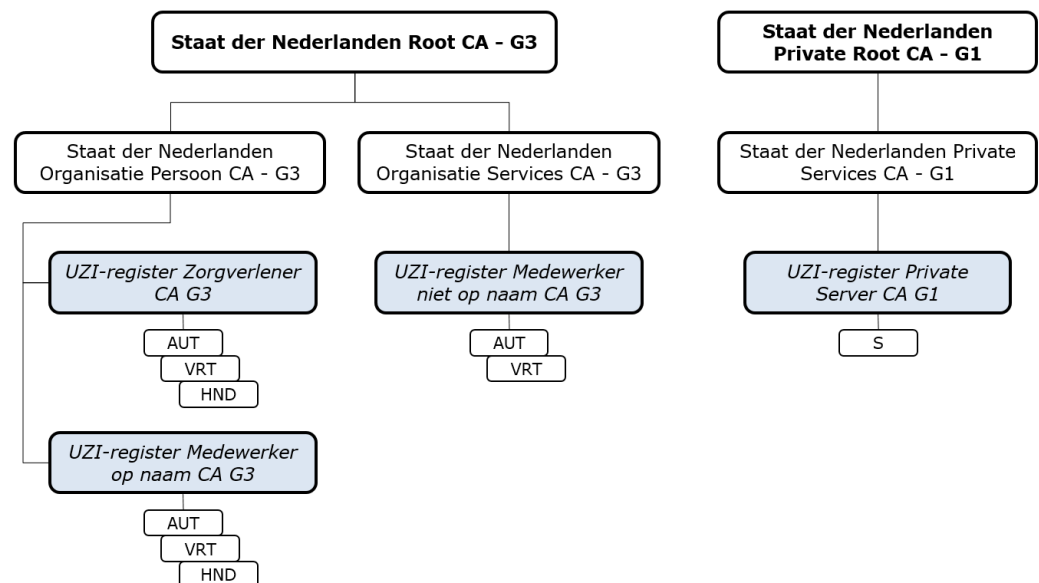 Staat der Nederlanden Root CA - G3
Staat der Nederlanden
Private Root CA - G1
Staat der Nederlanden
Organisatie Persoon CA - G3
Staat der Nederlanden
Organisatie Services CA - G3
Staat der Nederlanden Private
Services CA - G1
UZI-register Zorgverlener
CA G3
UZI-register Medewerker
niet op naam CA G3
UZI-register Private
Server CA G1
AUT
VRT
HND
AUT
VRT
S
UZI-register Medewerker
op naam CA G3
AUT
VRT
HND